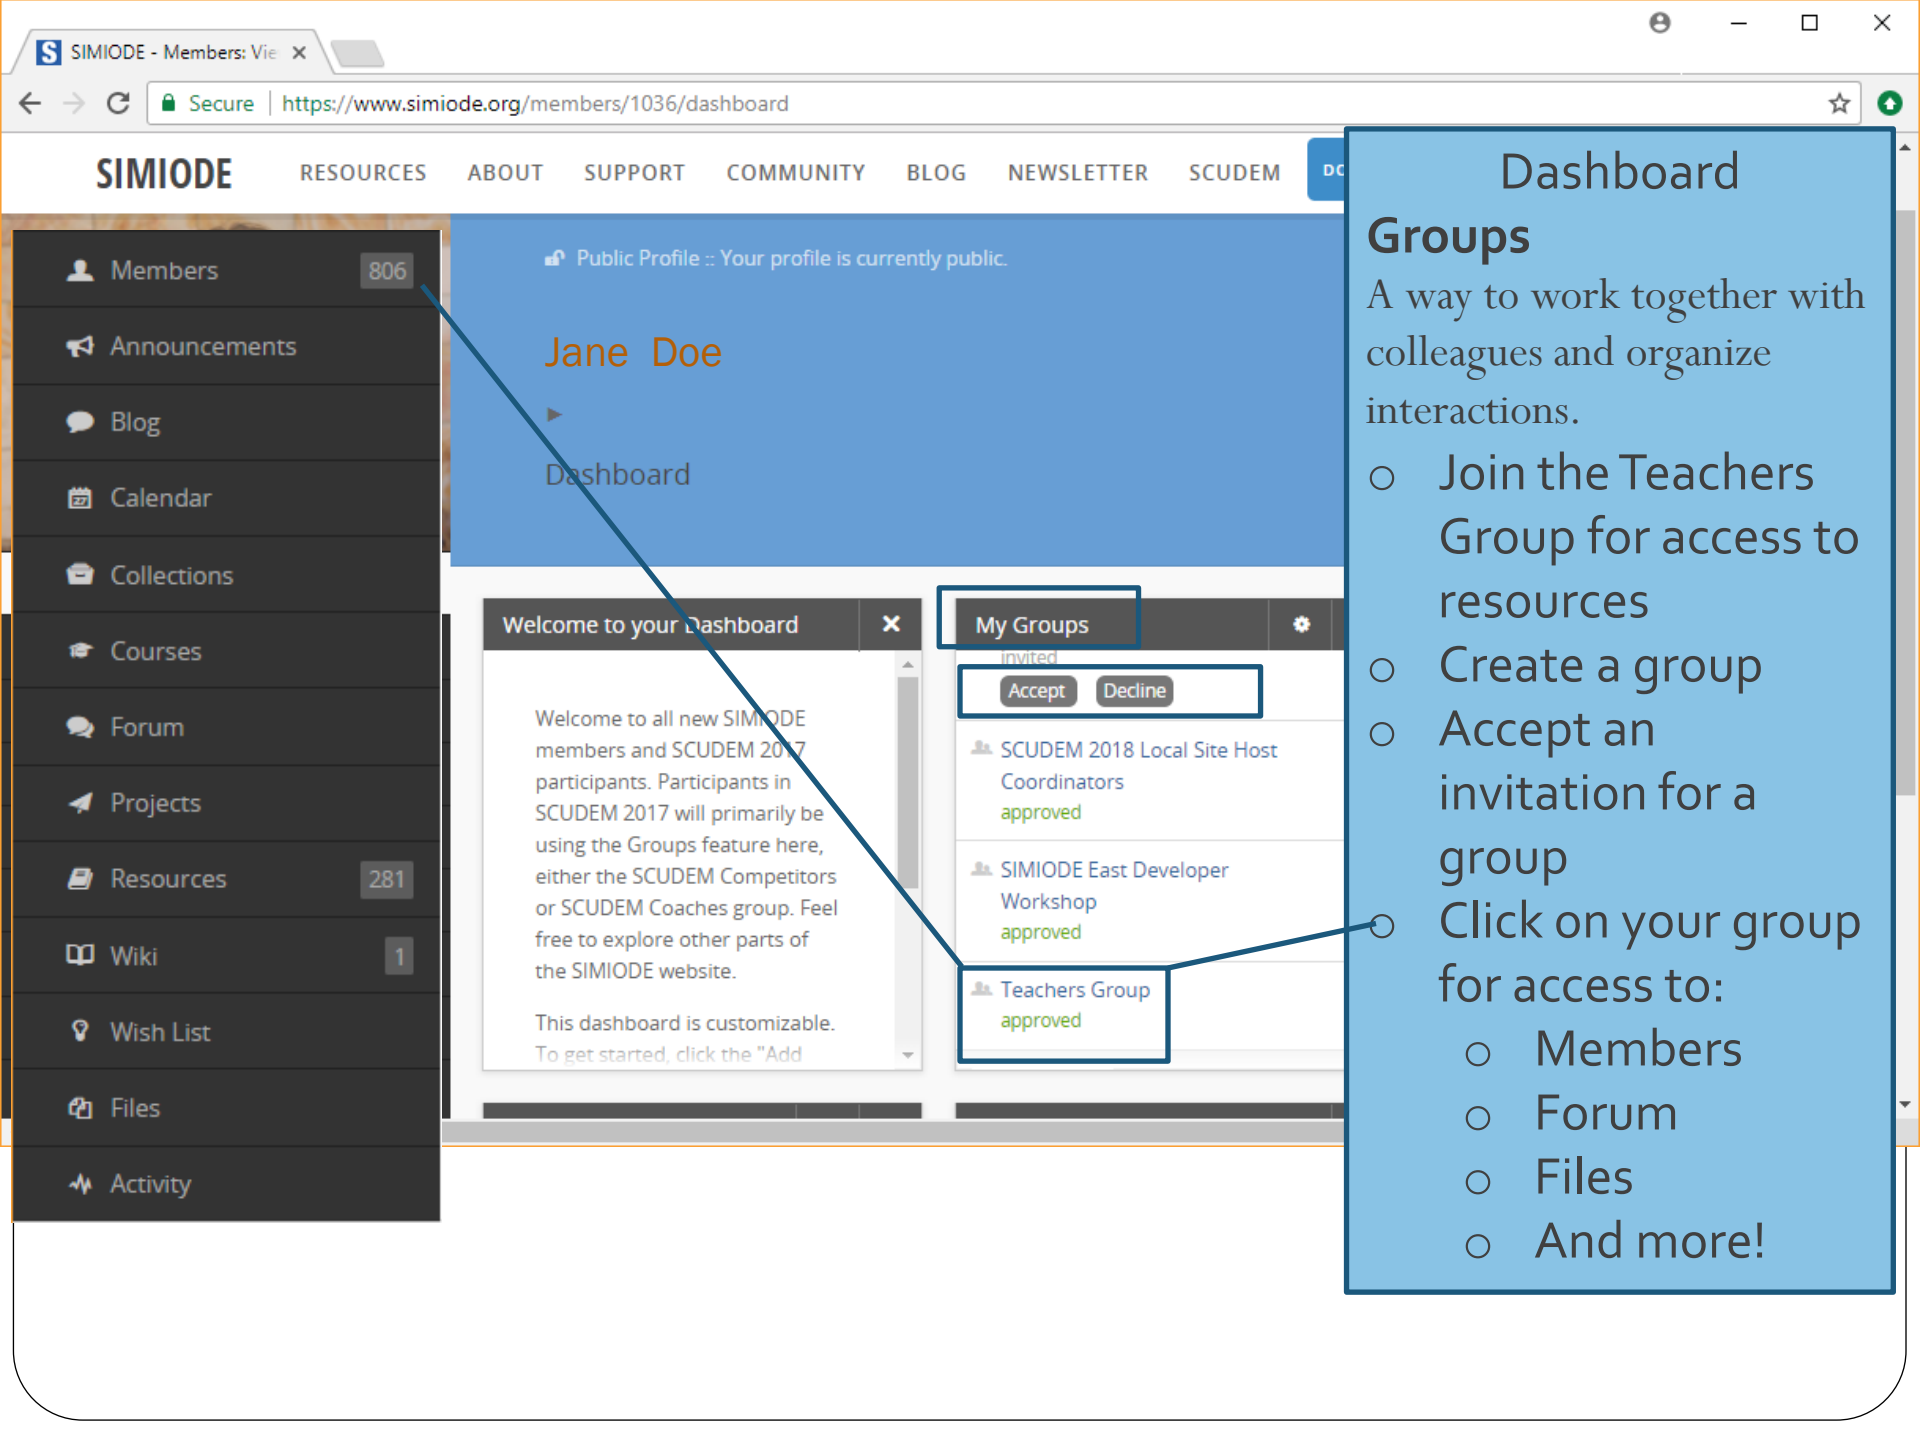 SIMIODE - Members: Vie
Secure | https://www.simiode.org/members/1036/dashboard
SIMIODE RESOURCES ABOUT SUPPORT COMMUNITY BLOG NEWSLETTER SCUDEM
Members 806
Announcements
Blog
Calendar
Collections
Courses
Forum
Projects
Resources 281
Wiki 1
Wish List
Files
Activity
Public Profile :: Your profile is currently public.
Jane Doe
Dashboard
Welcome to your Dashboard
Welcome to all new SIMIODE
members and SCUDEM 2017
participants. Participants in
SCUDEM 2017 will primarily be
using the Groups feature here,
either the SCUDEM Competitors
or SCUDEM Coaches group. Feel
free to explore other parts of
the SIMIODE website.
This dashboard is customizable.
To get started, click the "Add
My Groups
invited
Accept Decline
SCUDEM 2018 Local Site Host
Coordinators
approved
SIMIODE East Developer
Workshop
approved
Teachers Group
approved
Dashboard
Groups
A way to work together with
colleagues and organize
interactions.
Join the Teachers
Group for access to
resources
Create a group
Accept an
invitation for a
group
Click on your group
for access to:
Members
Forum
Files
And more!